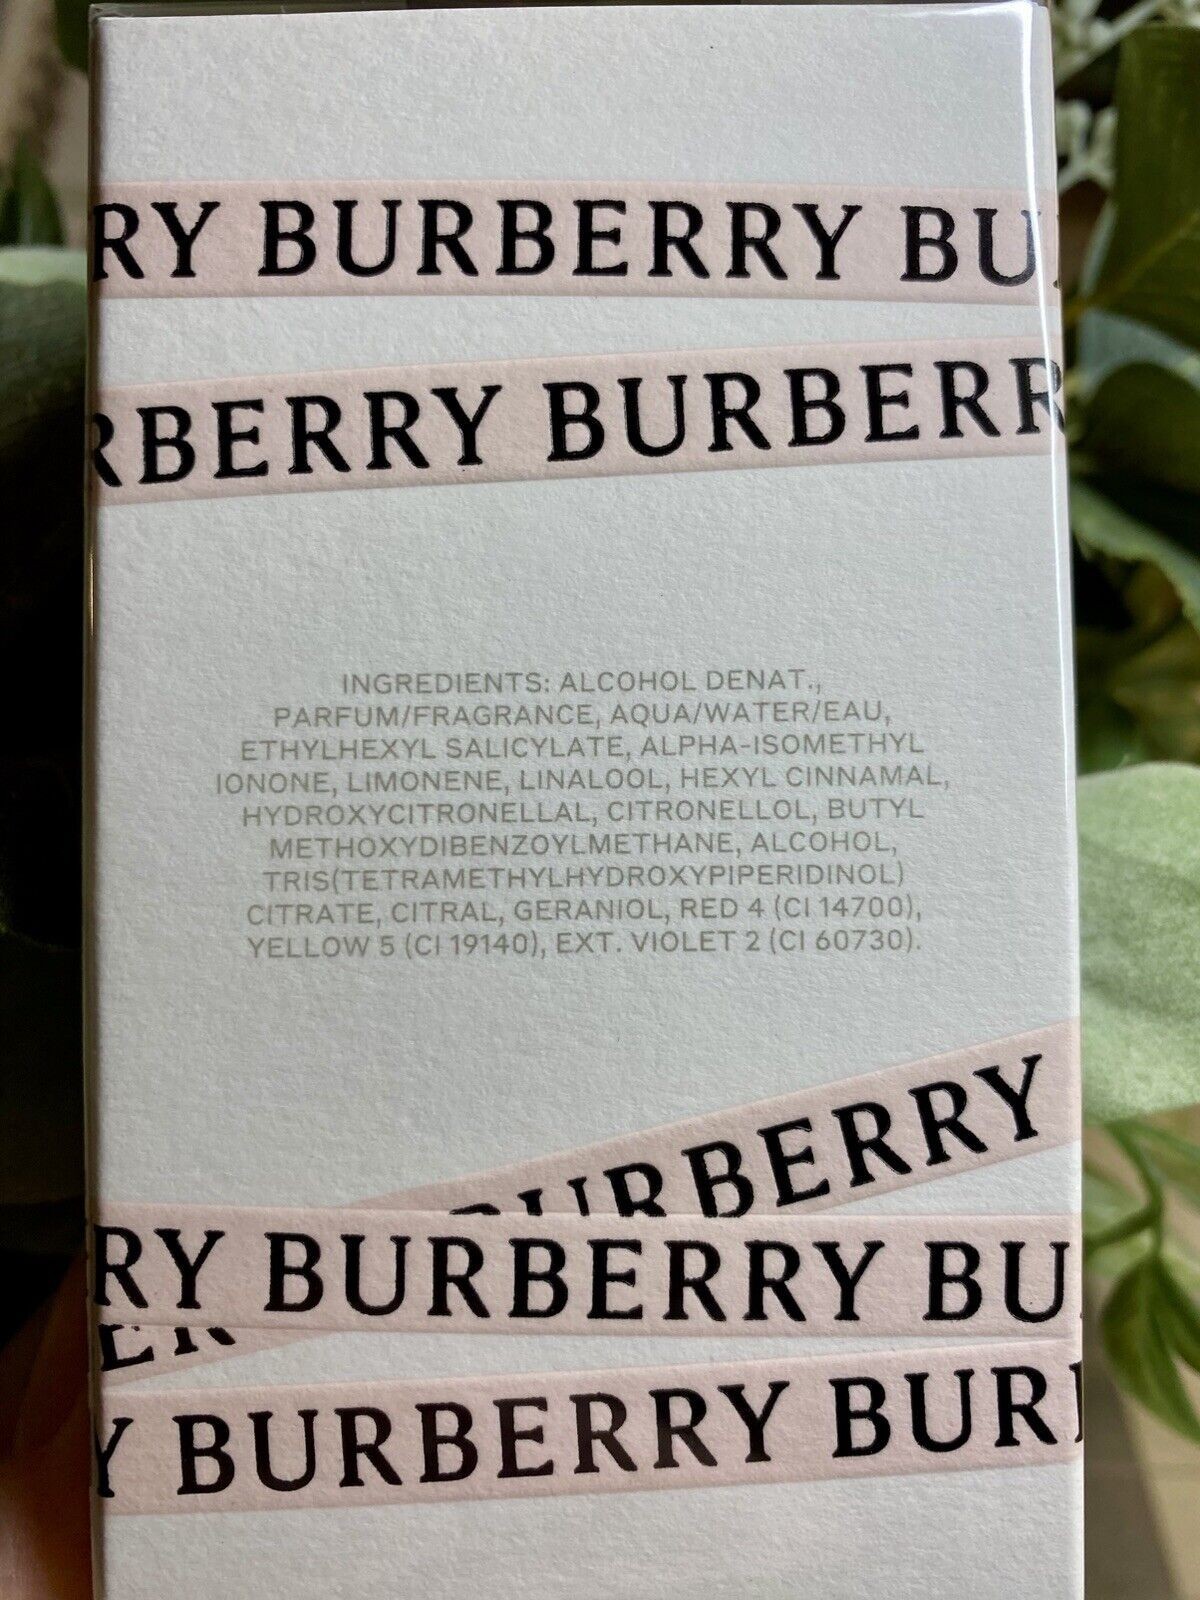 RY BURBERRY BU
RBERRY BURBERR
INGREDIENTS: ALCOHOL DENAT.,
PARFUM/FRAGRANCE, AQUA/WATER/EAU,
ETHYLHEXYL SALICYLATE, ALPHA-ISOMETHYL
IONONE, LIMONENE, LINALOOL, HEXYL CINNAMAL,
HYDROXYCITRONELLAL, CITRONELLOL, BUTYL
METHOXYDIBENZOYLMETHANE, ALCOHOL,
TRIS(TETRAMETHYLHYDROXYPIPERIDINOL)
CITRATE, CITRAL, GERANIOL, RED 4 (CI 14700),
YELLOW 5 (CI 19140), EXT. VIOLET 2 (CI 60730).
BURBERRY
RY BURBERRY BU
ER
Y BURBERRY BUR